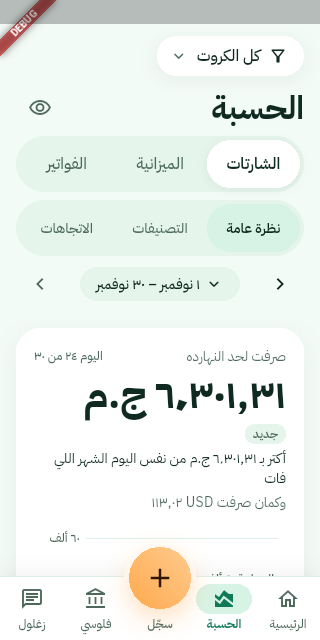 DEBUG
كل الكروت
الحسبة
الشارتات
الميزانية
الفواتير
نظرة عامة
التصنيفات
الاتجاهات
١ نوفمبر – ٣٠ نوفمبر
صرفت لحد النهارده
اليوم ٢٤ من ٣٠
٦٬٣٠١٫٣١ ج.م
جديد
أكتر بـ ٦٬٣٠١٫٣١ ج.م من نفس اليوم الشهر اللي
فات
وكمان صرفت USD ١١٣٫٠٢
٦٠ ألف
الرئيسية
الحسبة
سجّل
فلوسي
زغلول